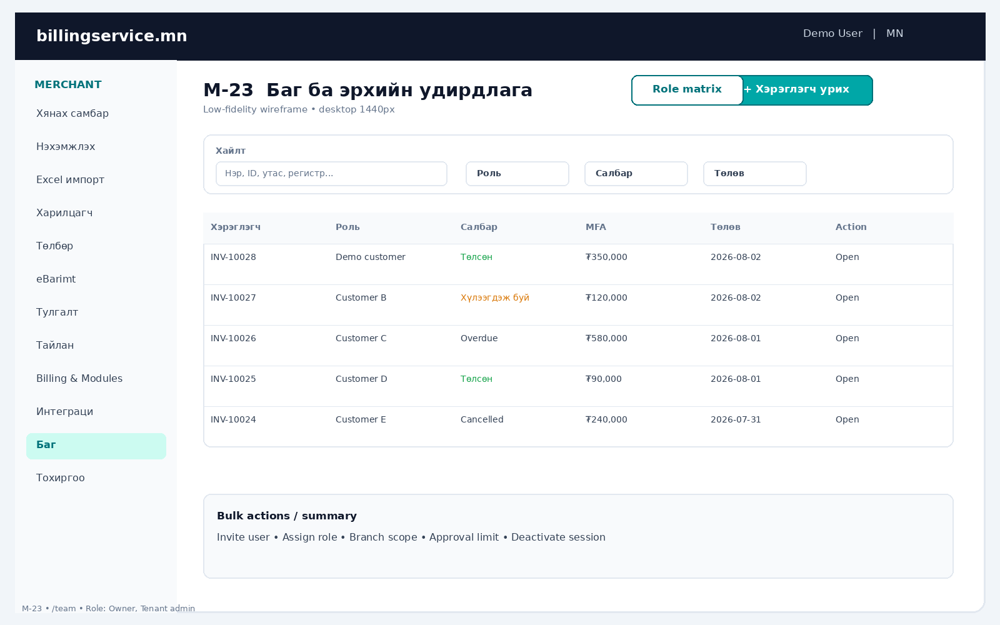 billingservice.mn
Demo User | MN
MERCHANT
Хянах самбар
Нэхэмжлэх
Excel импорт
Харилцагч
Төлбөр
eBarimt
Тулгалт
Тайлан
Billing & Modules
Интеграци
Баг
Тохиргоо
M-23 Баг ба эрхийн удирдлага
Low-fidelity wireframe • desktop 1440px
Role matrix
+ Хэрэглэгч урих
Хайлт
Нэр, ID, утас, регистр...
Роль
Салбар
Төлөв
Хэрэглэгч Роль Салбар MFA Төлөв Action
INV-10028 Demo customer Төлсөн ₮350,000 2026-08-02 Open
INV-10027 Customer B Хүлээгдэж буй ₮120,000 2026-08-02 Open
INV-10026 Customer C Overdue ₮580,000 2026-08-01 Open
INV-10025 Customer D Төлсөн ₮90,000 2026-08-01 Open
INV-10024 Customer E Cancelled ₮240,000 2026-07-31 Open
Bulk actions / summary
Invite user • Assign role • Branch scope • Approval limit • Deactivate session
M-23 • /team • Role: Owner, Tenant admin